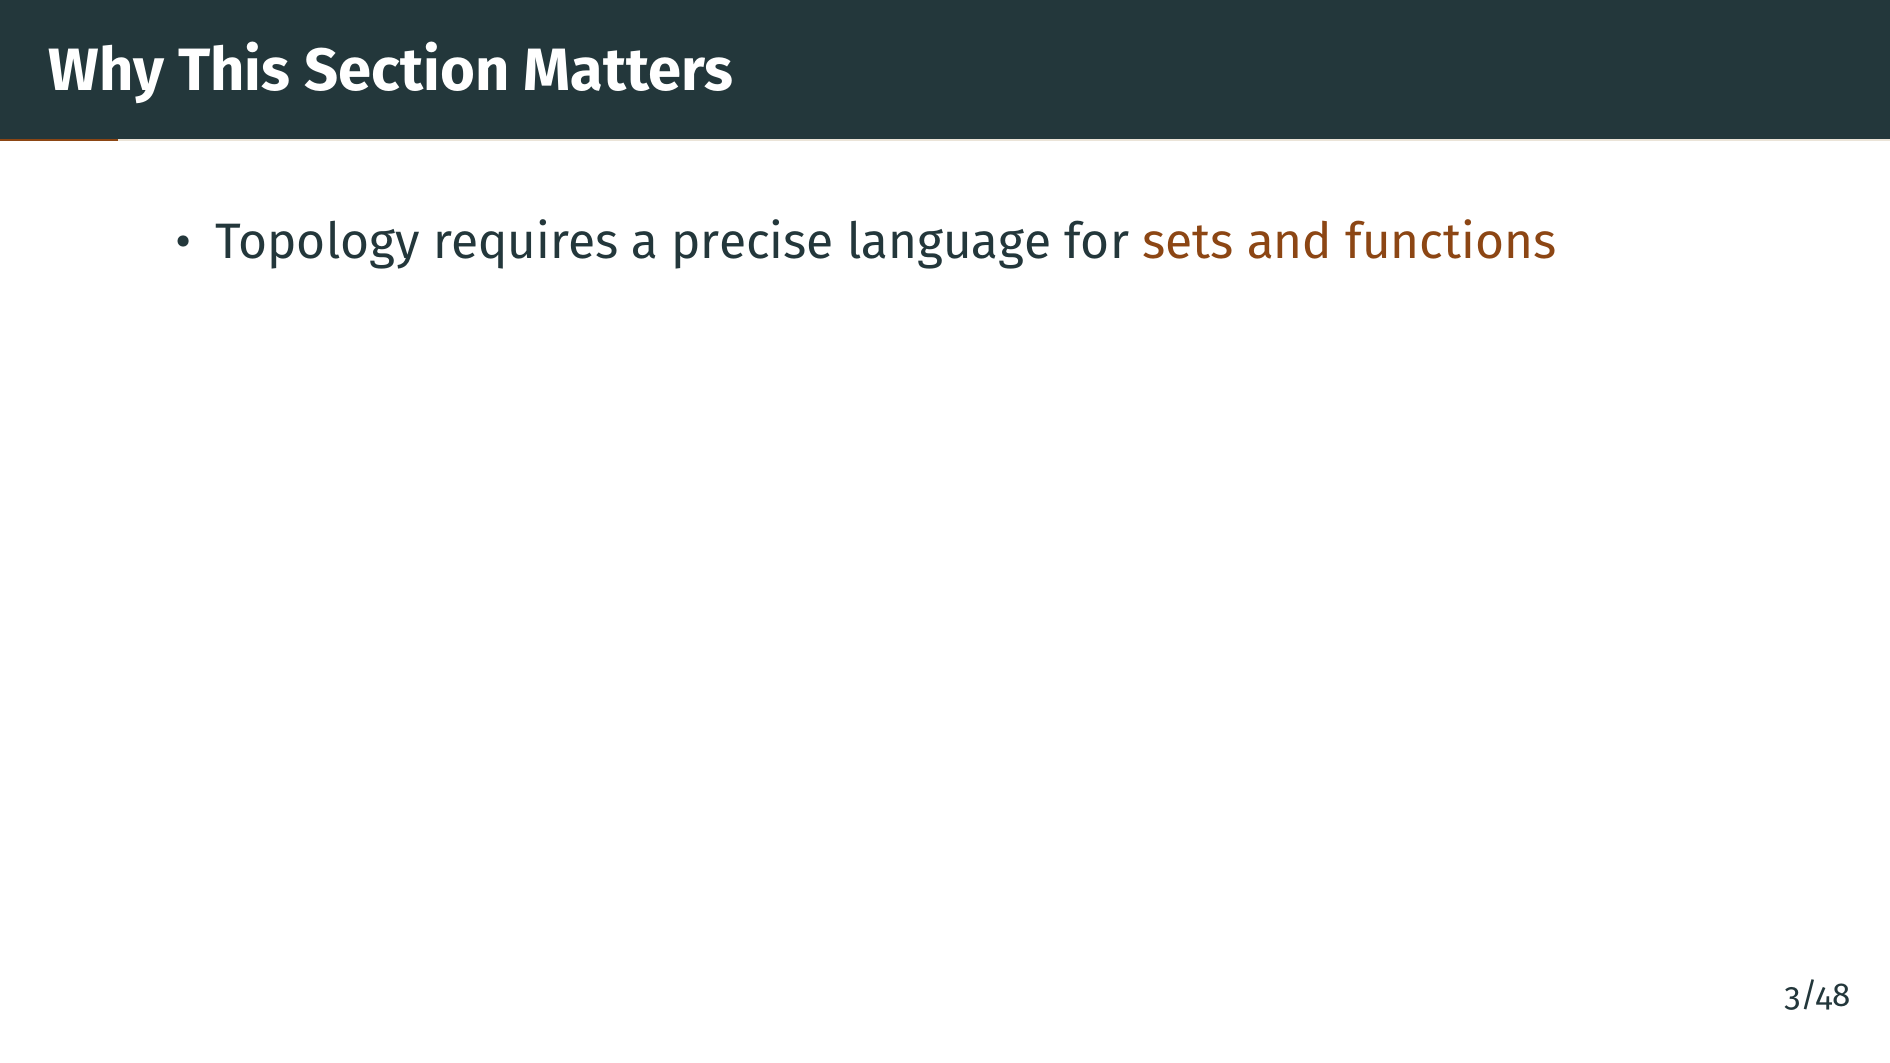 Why This Section Matters
• Topology requires a precise language for sets and functions
3/48